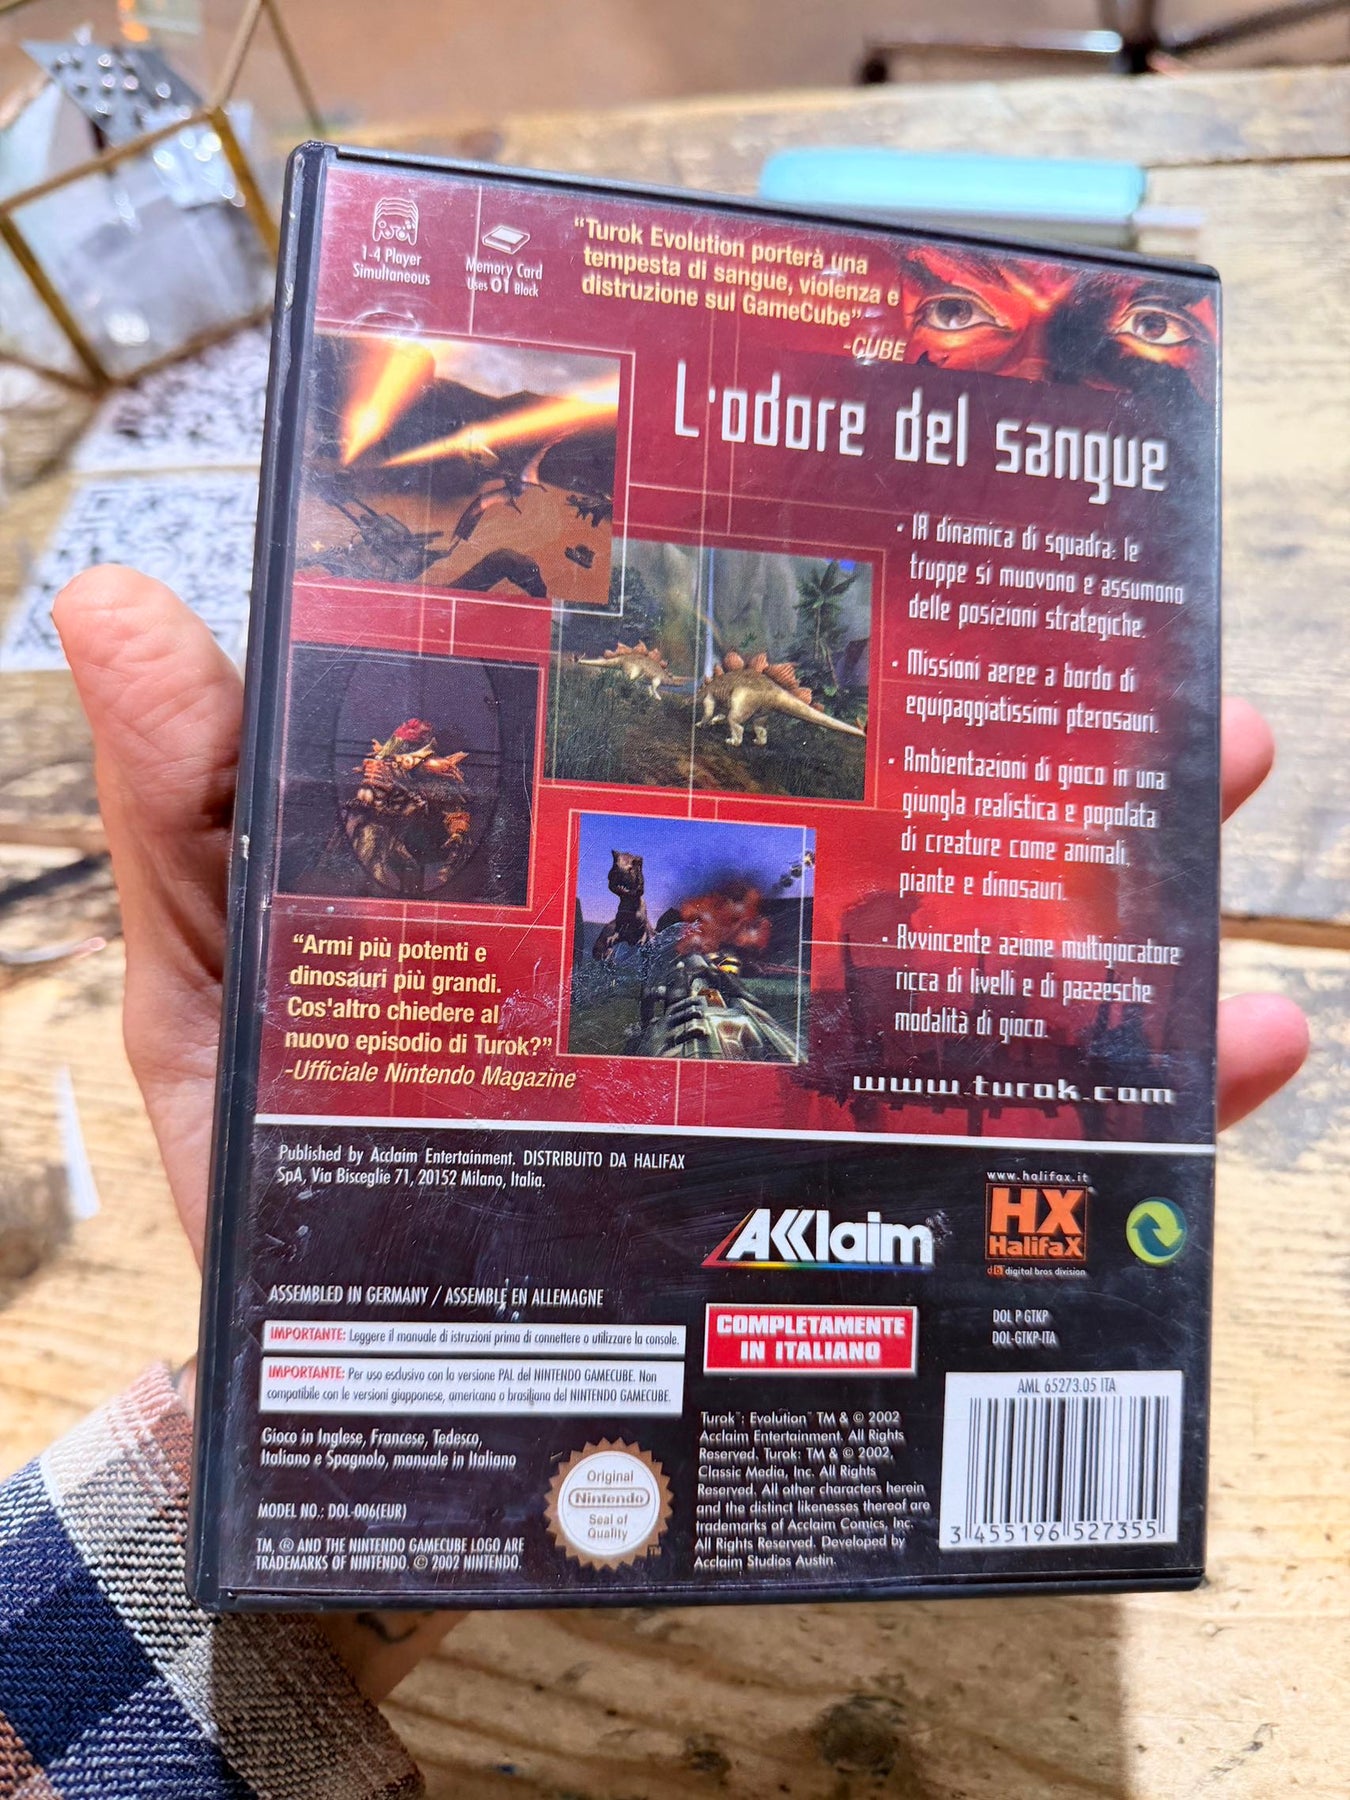 1-4 Player
Simultaneous
Memory Card
Uses 01 Block
“Turok Evolution porterà una
tempesta di sangue, violenza e
distruzione sul GameCube”
-CUBE
L'odore del sangue
• IA dinamica di squadra: le
truppe si muovono e assumono
delle posizioni strategiche.
• Missioni aeree a bordo di
equipaggiatissimi pterosauri.
• Ambientazioni di gioco in una
giungla realistica e popolata
di creature come animali,
piante e dinosauri.
• Avvincente azione multigiocatore
ricca di livelli e di pazzesche
modalità di gioco.
“Armi più potenti e
dinosauri più grandi.
Cos'altro chiedere al
nuovo episodio di Turok?”
-Ufficiale Nintendo Magazine
www.turok.com
Published by Acclaim Entertainment. DISTRIBUITO DA HALIFAX
SpA, Via Bisceglie 71, 20152 Milano, Italia.
AKKlaim
www.halifax.it
HX
HalifaX
db digital bros division
ASSEMBLED IN GERMANY / ASSEMBLÉ EN ALLEMAGNE
IMPORTANTE: Leggere il manuale di istruzioni prima di connettere o utilizzare la console.
IMPORTANTE: Per uso esclusivo con la versione PAL del NINTENDO GAMECUBE. Non
compatibile con le versioni giapponese, americana o brasiliana del NINTENDO GAMECUBE.
COMPLETAMENTE
IN ITALIANO
DOL P GTKP
DOL-GTKP-ITA
Gioco in Inglese, Francese, Tedesco,
Italiano e Spagnolo, manuale in Italiano
MODEL NO.: DOL-006(EUR)
TM, ® AND THE NINTENDO GAMECUBE LOGO ARE
TRADEMARKS OF NINTENDO. © 2002 NINTENDO.
Original
Nintendo
Seal of
Quality
TM
Turok™: Evolution™ TM & © 2002
Acclaim Entertainment. All Rights
Reserved. Turok: TM & © 2002,
Classic Media, Inc. All Rights
Reserved. All other characters herein
and the distinct likenesses thereof are
trademarks of Acclaim Comics, Inc.
All Rights Reserved. Developed by
Acclaim Studios Austin.
AML 65273.05 ITA
3 455196 527355